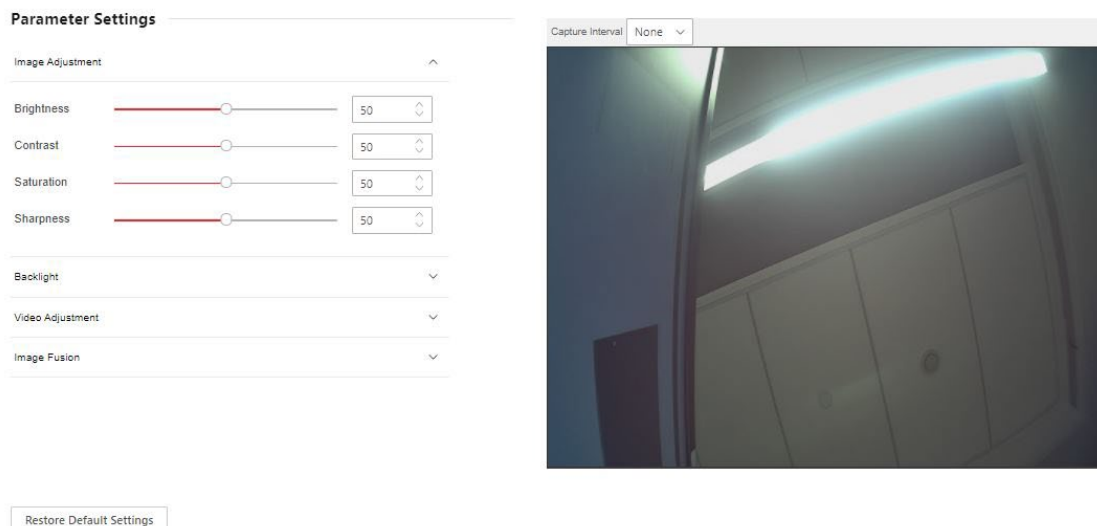 Parameter Settings
Capture Interval None
Image Adjustment
Brightness 50
Contrast 50
Saturation 50
Sharpness 50
Backlight
Video Adjustment
Image Fusion
Restore Default Settings